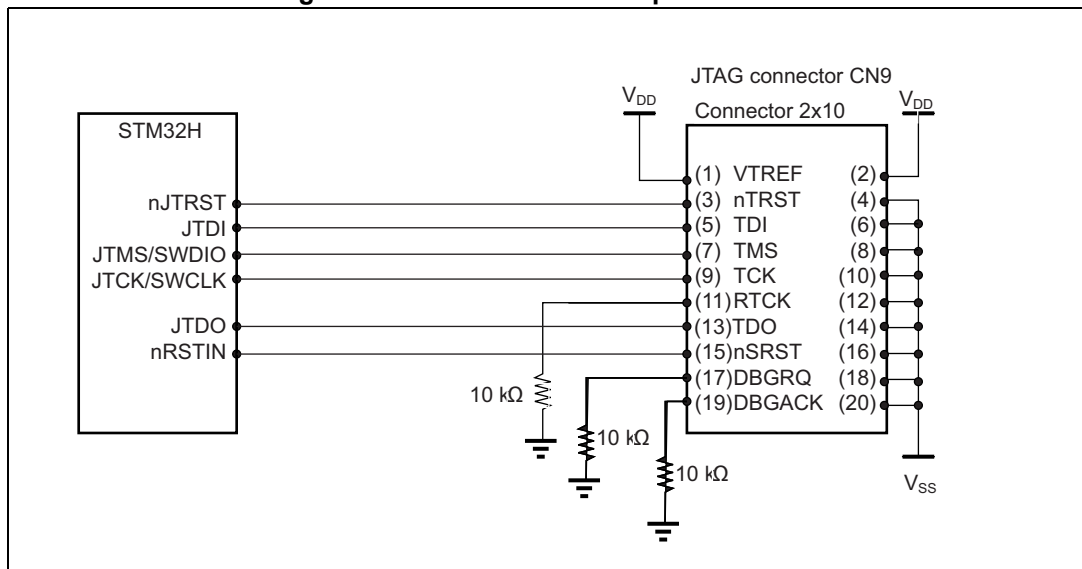 JTAG connector CN9
V_DD
Connector 2x10
V_DD
STM32H
(1) VTREF (2)
nJTRST (3) nTRST (4)
JTDI (5) TDI (6)
JTMS/SWDIO (7) TMS (8)
JTCK/SWCLK (9) TCK (10)
(11)RTCK (12)
JTDO (13)TDO (14)
nRSTIN (15)nSRST (16)
(17)DBGRQ (18)
10 kΩ (19)DBGACK (20)
10 kΩ
10 kΩ
V_SS